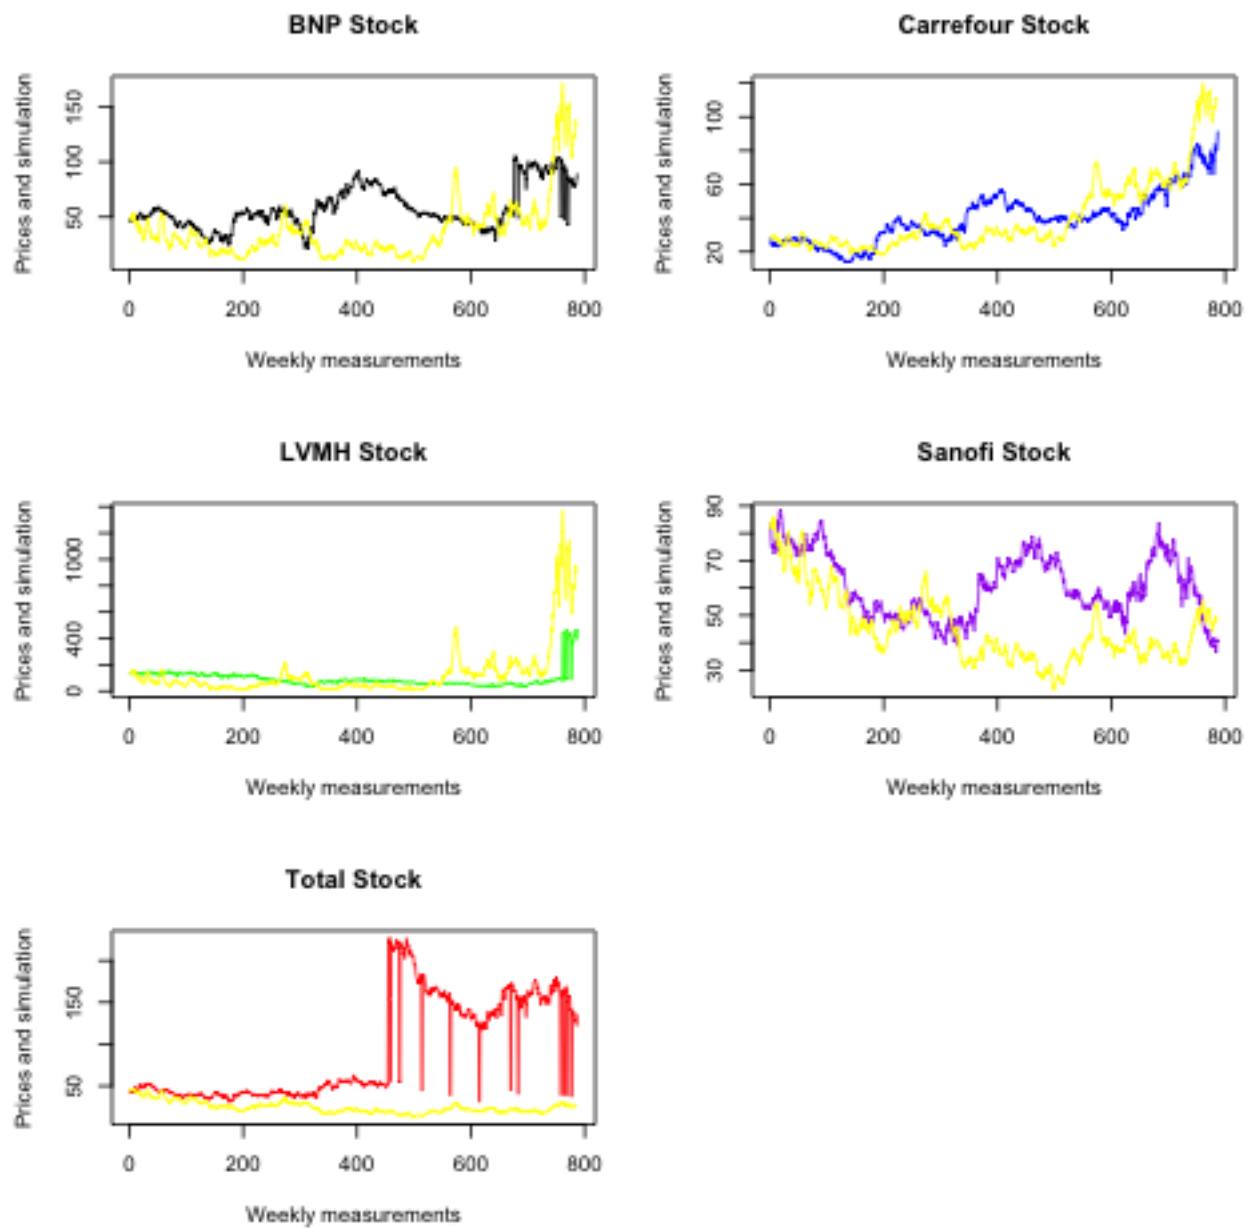 BNP Stock
Prices and simulation
50 100 150
0 200 400 600 800
Weekly measurements
Carrefour Stock
Prices and simulation
20 60 100
0 200 400 600 800
Weekly measurements
LVMH Stock
Prices and simulation
0 400 1000
0 200 400 600 800
Weekly measurements
Sanofi Stock
Prices and simulation
30 50 70 90
0 200 400 600 800
Weekly measurements
Total Stock
Prices and simulation
50 150
0 200 400 600 800
Weekly measurements